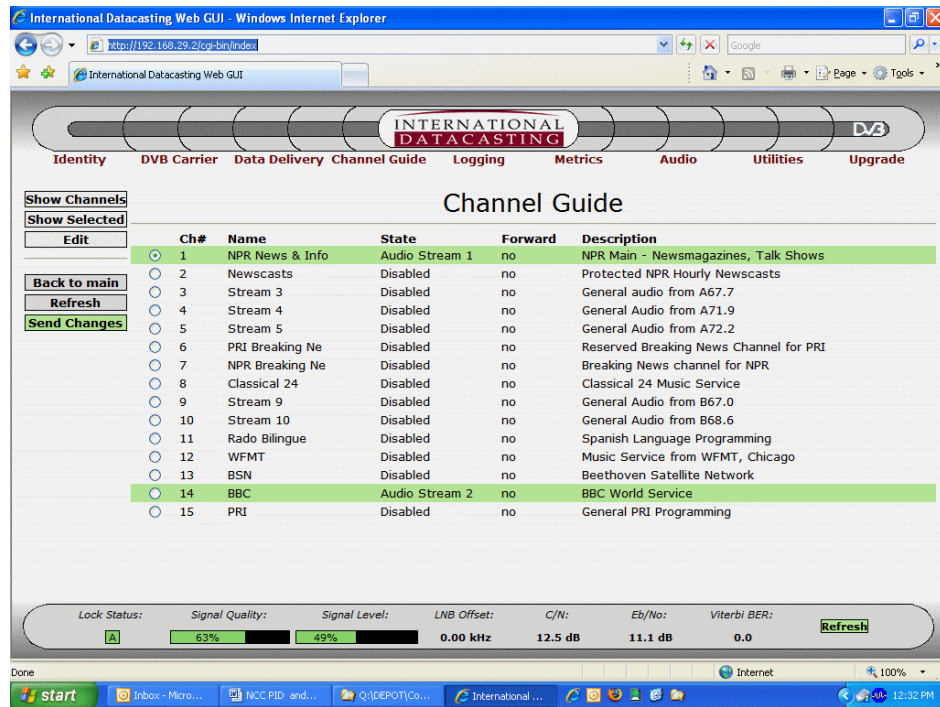 International Datacasting Web GUI - Windows Internet Explorer
http://192.168.29.2/cgi-bin/index
Google
International Datacasting Web GUI
Page
Tools
INTERNATIONAL
DATACASTING
DVB
Identity DVB Carrier Data Delivery Channel Guide Logging Metrics Audio Utilities Upgrade
Show Channels
Show Selected
Edit
Back to main
Refresh
Send Changes
Channel Guide
Ch# Name State Forward Description
1 NPR News & Info Audio Stream 1 no NPR Main - Newsmagazines, Talk Shows
2 Newscasts Disabled no Protected NPR Hourly Newscasts
3 Stream 3 Disabled no General audio from A67.7
4 Stream 4 Disabled no General Audio from A71.9
5 Stream 5 Disabled no General Audio from A72.2
6 PRI Breaking Ne Disabled no Reserved Breaking News Channel for PRI
7 NPR Breaking Ne Disabled no Breaking News channel for NPR
8 Classical 24 Disabled no Classical 24 Music Service
9 Stream 9 Disabled no General Audio from B67.0
10 Stream 10 Disabled no General Audio from B68.6
11 Rado Bilingue Disabled no Spanish Language Programming
12 WFMT Disabled no Music Service from WFMT, Chicago
13 BSN Disabled no Beethoven Satellite Network
14 BBC Audio Stream 2 no BBC World Service
15 PRI Disabled no General PRI Programming
Lock Status: Signal Quality: Signal Level: LNB Offset: C/N: Eb/No: Viterbi BER:
A 63% 49% 0.00 kHz 12.5 dB 11.1 dB 0.0 Refresh
Done Internet 100%
start Inbox - Micro... NCC PID and... Q:\DEPOT\Co... International ... 12:32 PM